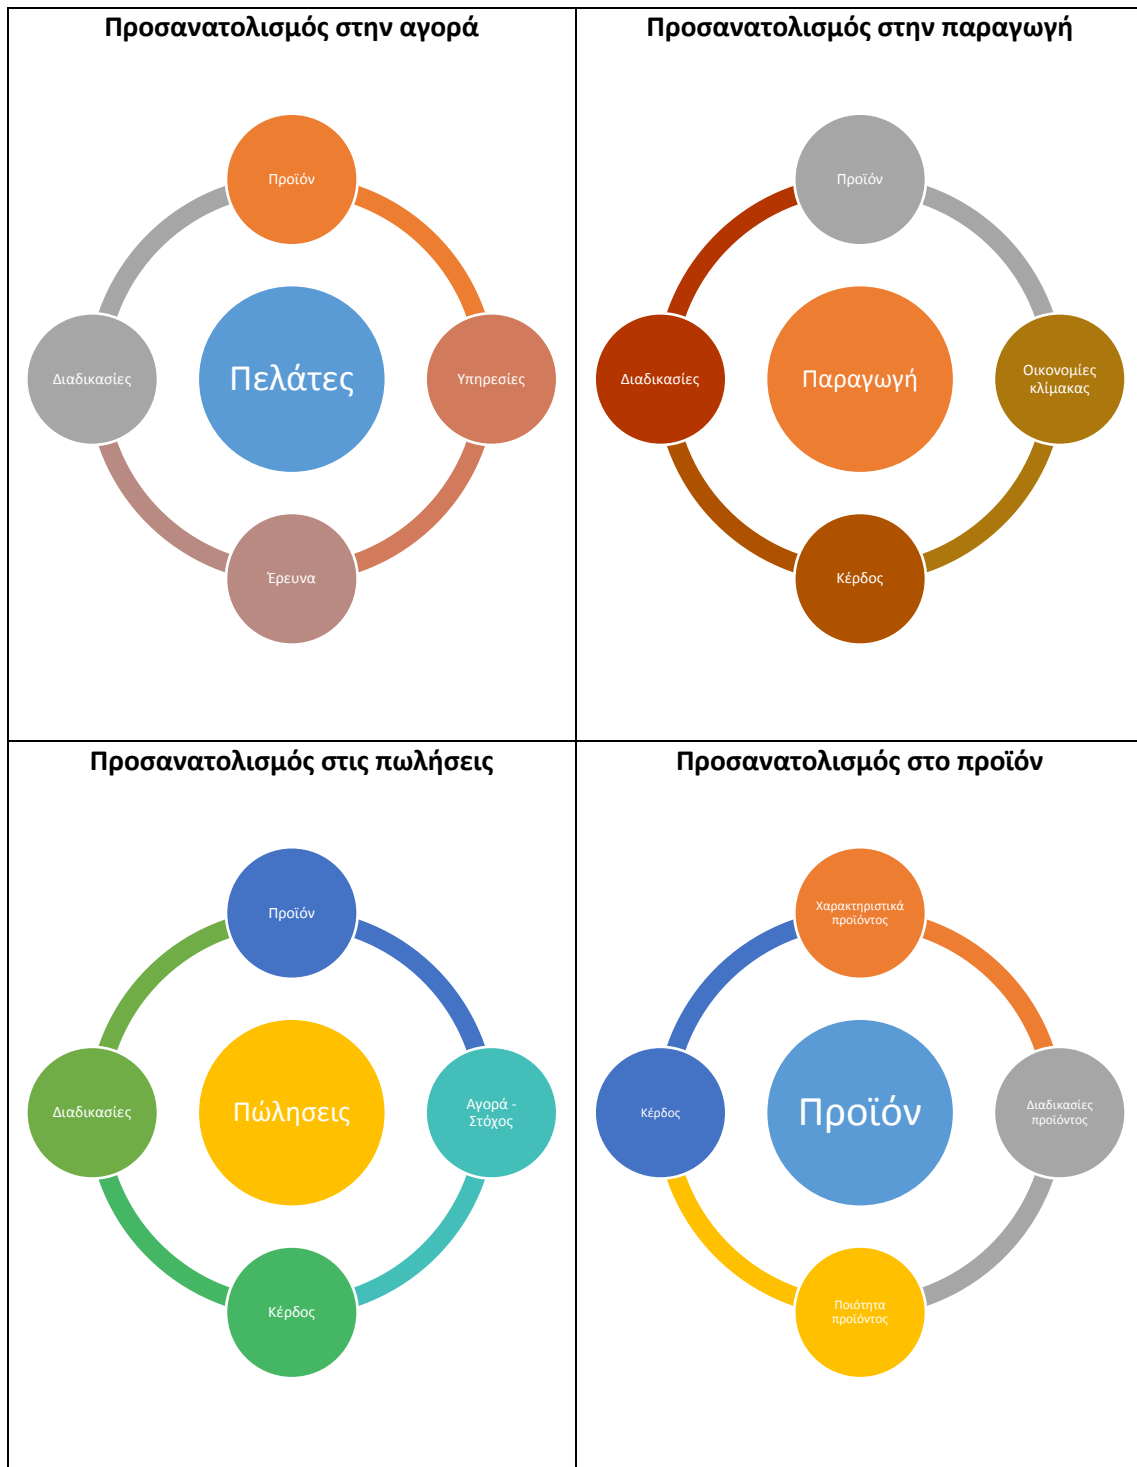 Προσανατολισμός στην αγορά
Προϊόν
Διαδικασίες
Πελάτες
Υπηρεσίες
Έρευνα
Προσανατολισμός στην παραγωγή
Προϊόν
Διαδικασίες
Παραγωγή
Οικονομίες
κλίμακας
Κέρδος
Προσανατολισμός στις πωλήσεις
Προϊόν
Διαδικασίες
Πώλησεις
Αγορά -
Στόχος
Κέρδος
Προσανατολισμός στο προϊόν
Χαρακτηριστικά
προϊόντος
Κέρδος
Προϊόν
Διαδικασίες
προϊόντος
Ποιότητα
προϊόντος